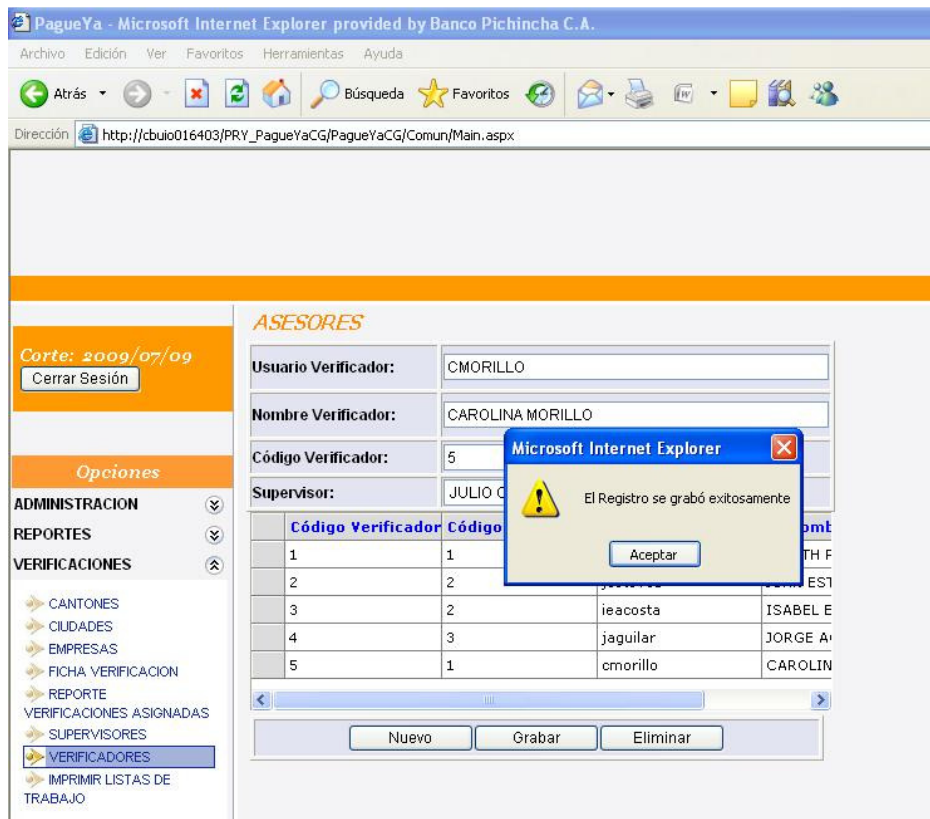 PagueYa - Microsoft Internet Explorer provided by Banco Pichincha C.A.
Archivo Edición Ver Favoritos Herramientas Ayuda
Atrás Búsqueda Favoritos
Dirección http://cbuio016403/PRY_PagueYaCG/PagueYaCG/Comun/Main.aspx
Corte: 2009/07/09
Cerrar Sesión
Opciones
ADMINISTRACION
REPORTES
VERIFICACIONES
CANTONES
CIUDADES
EMPRESAS
FICHA VERIFICACION
REPORTE
VERIFICACIONES ASIGNADAS
SUPERVISORES
VERIFICADORES
IMPRIMIR LISTAS DE
TRABAJO
ASESORES
Usuario Verificador: CMORILLO
Nombre Verificador: CAROLINA MORILLO
Código Verificador: 5
Supervisor: JULIO
Código Verificador Código
1 1
2 2
3 2 ieacosta ISABEL E
4 3 jaguilar JORGE
5 1 cmorillo CAROLIN
Nuevo Grabar Eliminar
Microsoft Internet Explorer
El Registro se grabó exitosamente
Aceptar